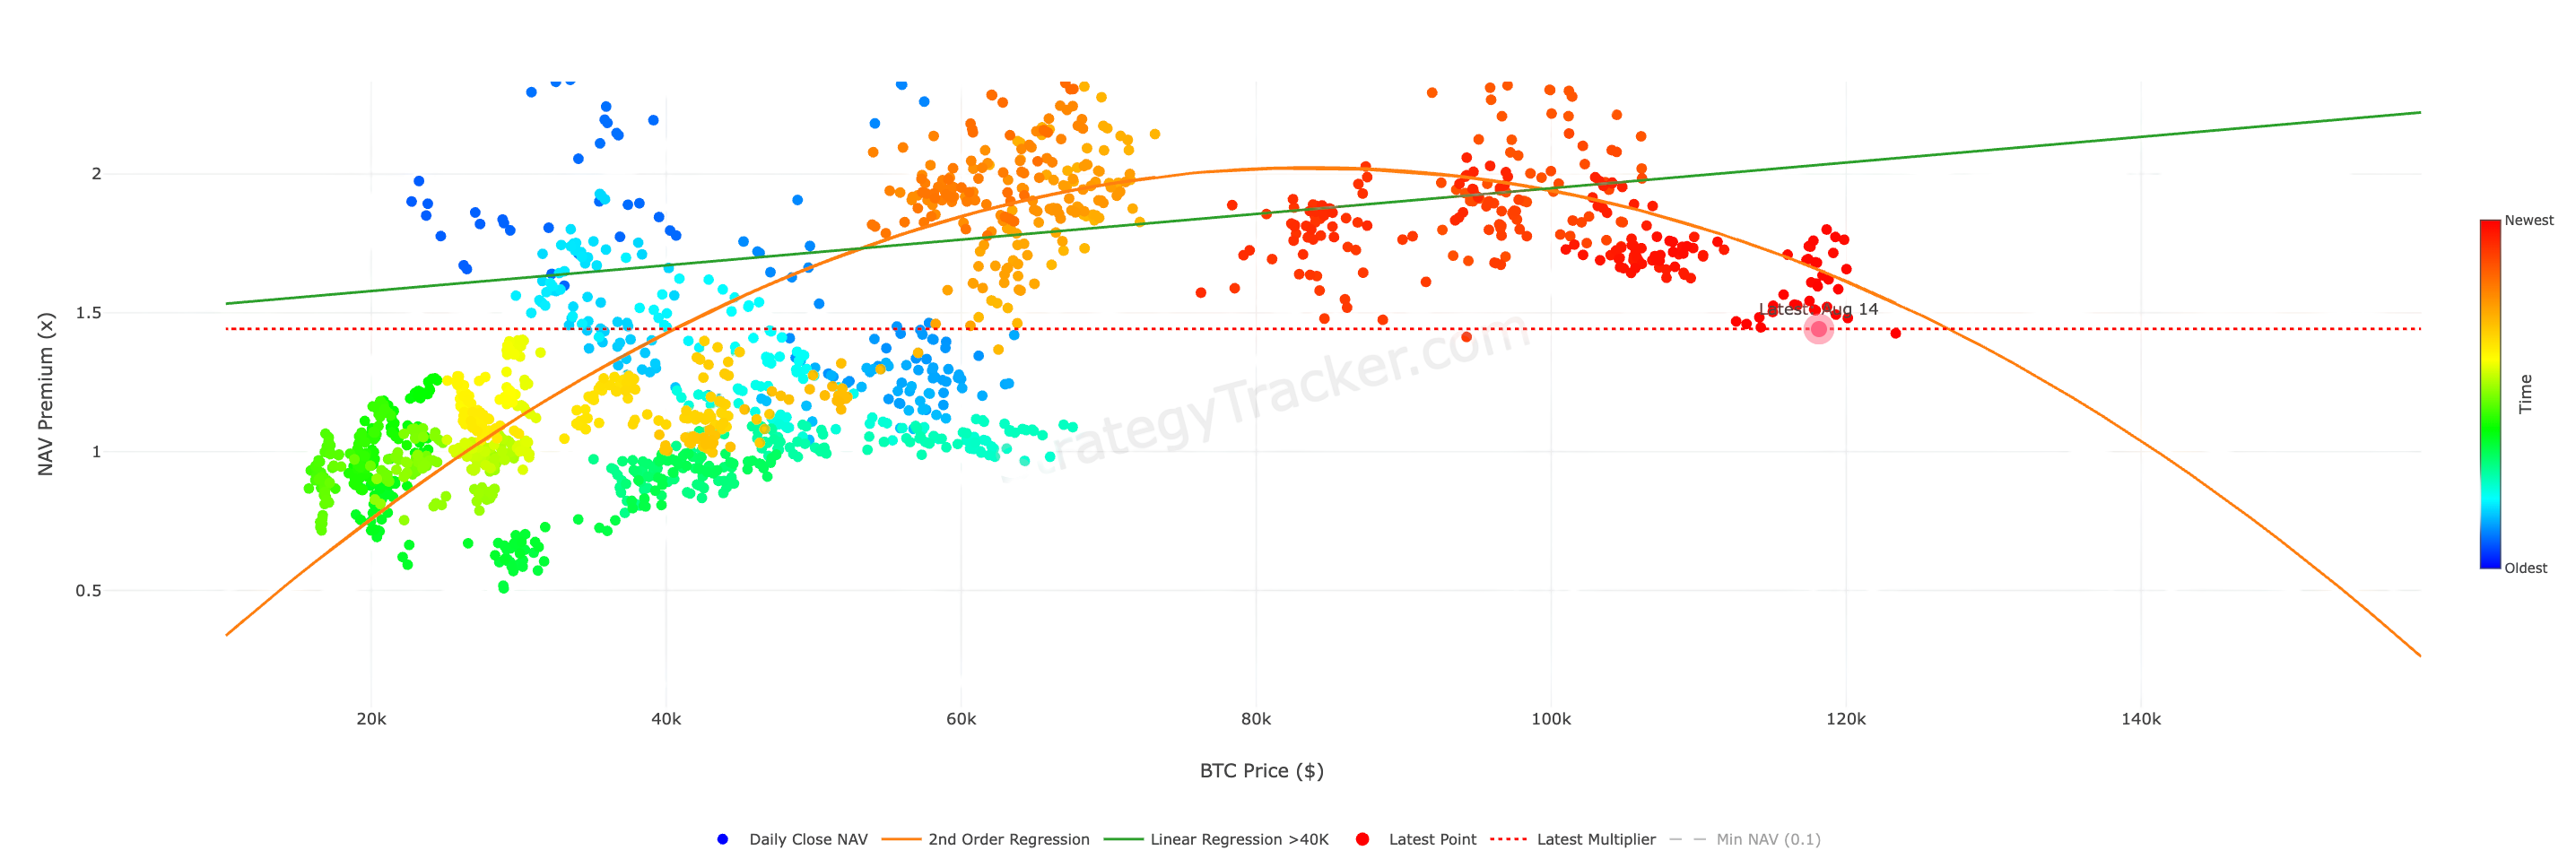 2
1.5
1
0.5
NAV Premium (x)
rategyTracker.com
Latest: Aug 14
20k
40k
60k
80k
100k
120k
140k
BTC Price ($)
Newest
Time
Oldest
Daily Close NAV
2nd Order Regression
Linear Regression >40K
Latest Point
Latest Multiplier
Min NAV (0.1)